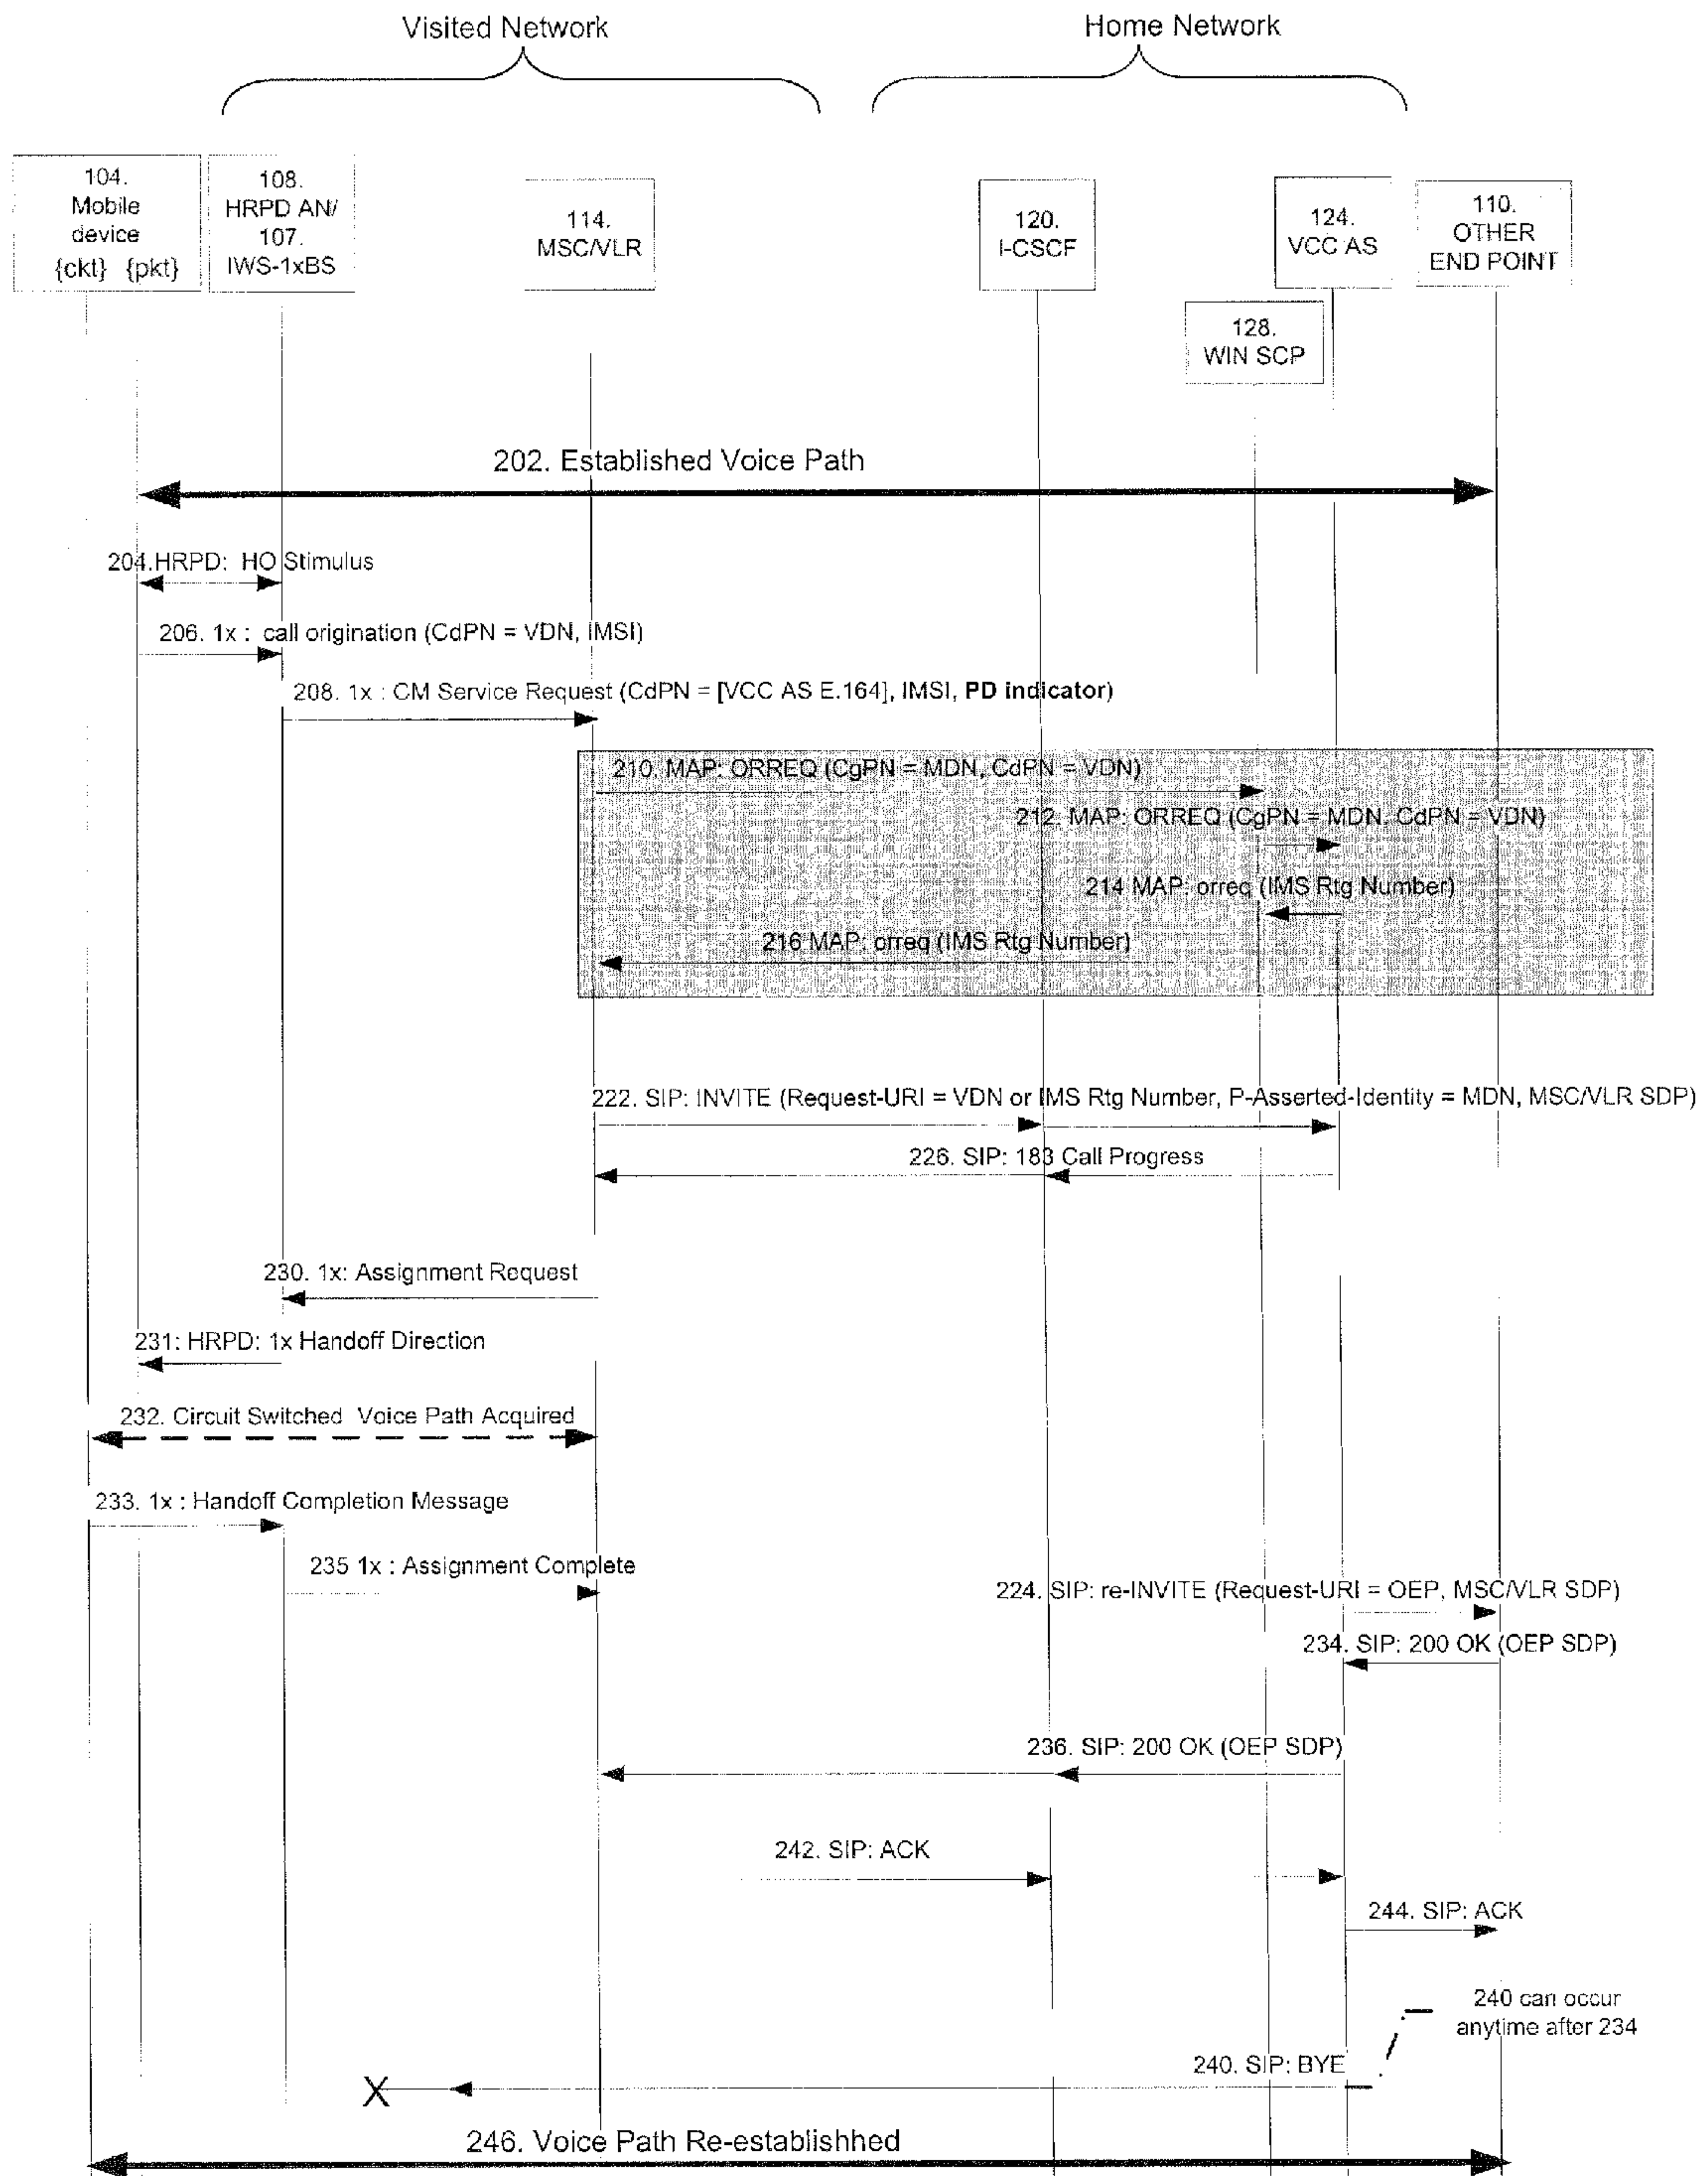 Visited Network
Home Network
104.
Mobile
device
{ckt} {pkt}
108.
HRPD AN/
107.
IWS-1xBS
114.
MSC/VLR
120.
I-CSCF
124.
VCC AS
110.
OTHER
END POINT
128.
WIN SCP
202. Established Voice Path
204.HRPD: HO Stimulus
206. 1x : call origination (CdPN = VDN, IMSI)
208. 1x : CM Service Request (CdPN = [VCC AS E.164], IMSI, PD indicator)
210. MAP: ORREQ (CgPN = MDN, CdPN = VDN)
212. MAP: ORREQ (CgPN = MDN, CdPN = VDN)
214 MAP: orreq (IMS Rtg Number)
216 MAP: orreq (IMS Rtg Number)
222. SIP: INVITE (Request-URI = VDN or IMS Rtg Number, P-Asserted-Identity = MDN, MSC/VLR SDP)
226. SIP: 183 Call Progress
230. 1x: Assignment Request
231: HRPD: 1x Handoff Direction
232. Circuit Switched Voice Path Acquired
233. 1x : Handoff Completion Message
235 1x : Assignment Complete
224. SIP: re-INVITE (Request-URI = OEP, MSC/VLR SDP)
234. SIP: 200 OK (OEP SDP)
236. SIP: 200 OK (OEP SDP)
242. SIP: ACK
244. SIP: ACK
240 can occur
anytime after 234
240. SIP: BYE
X
246. Voice Path Re-establishhed